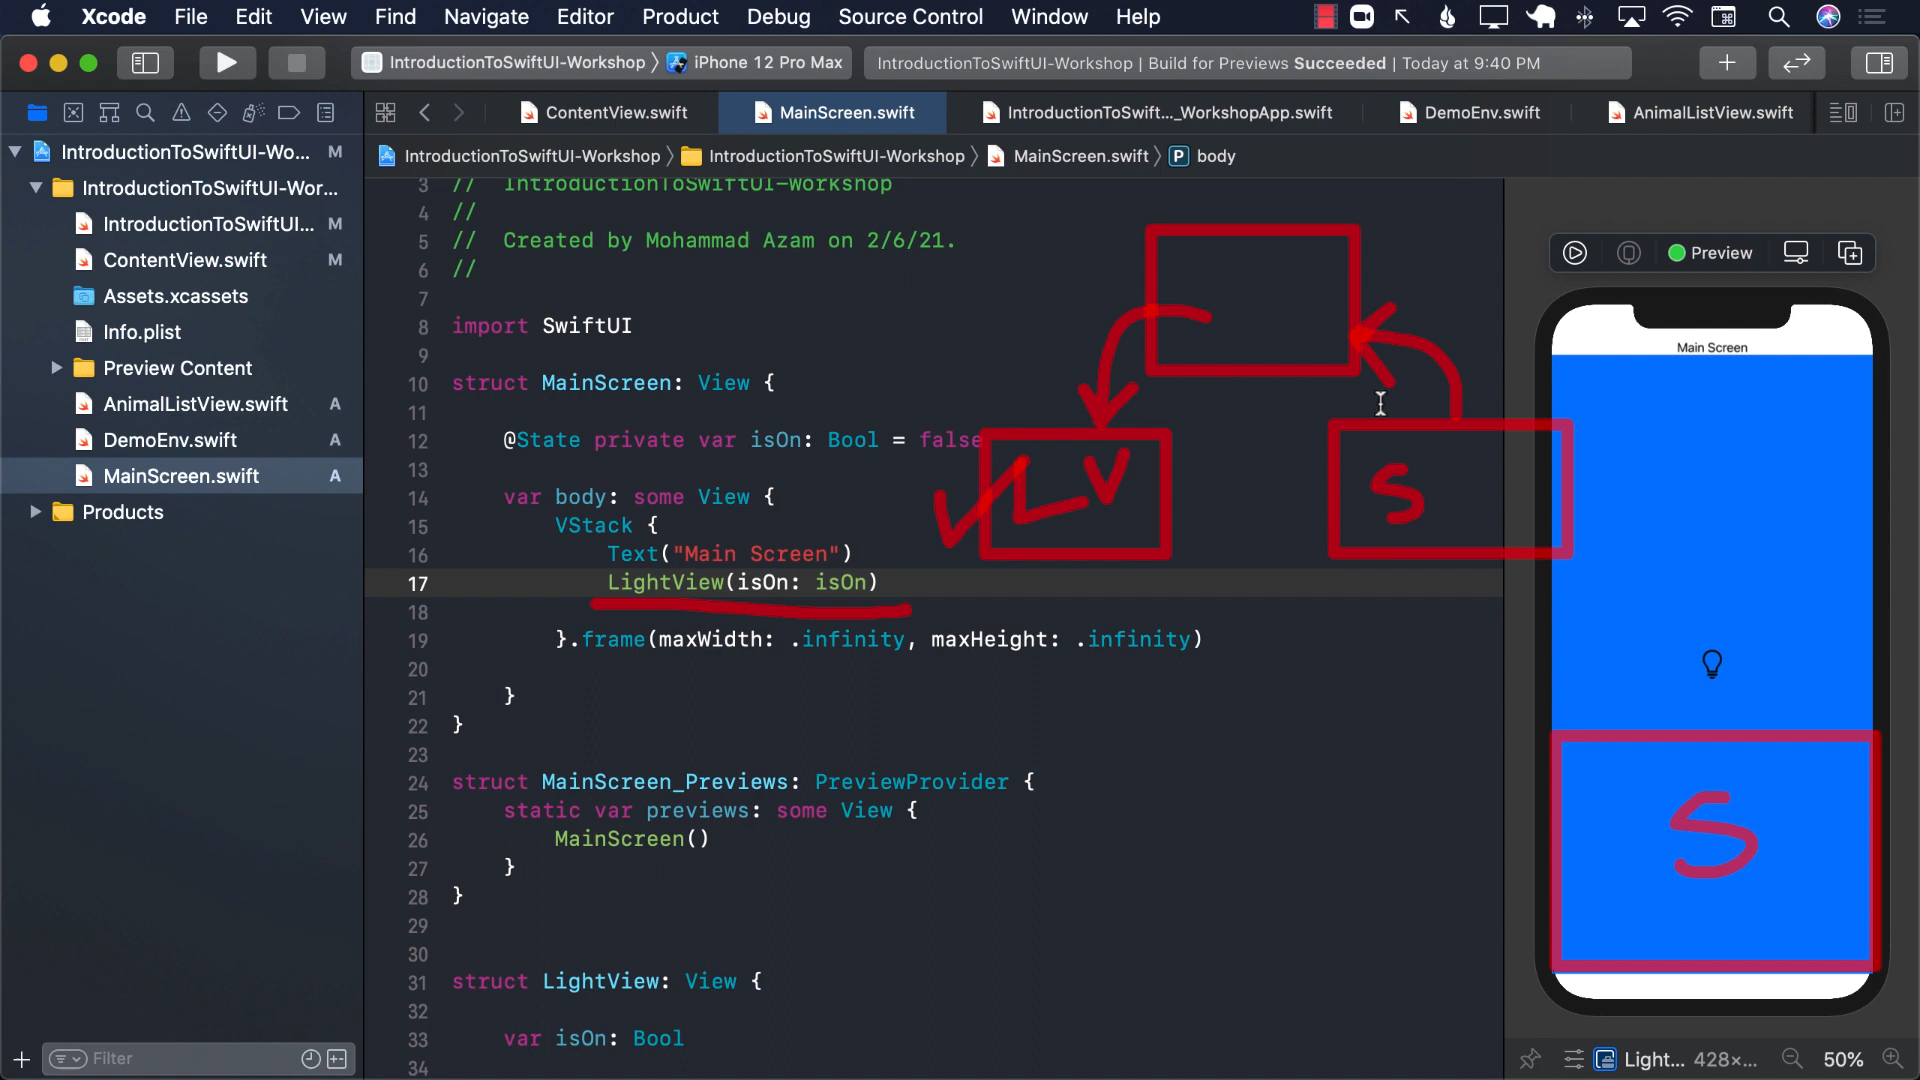 Xcode File Edit View Find Navigate Editor Product Debug Source Control Window Help
IntroductionToSwiftUI-Workshop 〉 iPhone 12 Pro Max
IntroductionToSwiftUI-Workshop | Build for Previews Succeeded | Today at 9:40 PM
ContentView.swift
MainScreen.swift
IntroductionToSwift..._WorkshopApp.swift
DemoEnv.swift
AnimalListView.swift
IntroductionToSwiftUI-Workshop 〉 IntroductionToSwiftUI-Workshop 〉 MainScreen.swift 〉 P body
IntroductionToSwiftUI-Wo... M
IntroductionToSwiftUI-Wor...
IntroductionToSwiftUI... M
ContentView.swift M
Assets.xcassets
Info.plist
Preview Content
AnimalListView.swift A
DemoEnv.swift A
MainScreen.swift A
Products
Filter
3 // IntroductionToSwiftUI-Workshop
4 //
5 // Created by Mohammad Azam on 2/6/21.
6 //
7
8 import SwiftUI
9
10 struct MainScreen: View {
11
12 @State private var isOn: Bool = false
13
14 var body: some View {
15 VStack {
16 Text("Main Screen")
17 LightView(isOn: isOn)
18
19 }.frame(maxWidth: .infinity, maxHeight: .infinity)
20
21 }
22 }
23
24 struct MainScreen_Previews: PreviewProvider {
25 static var previews: some View {
26 MainScreen()
27 }
28 }
29
30
31 struct LightView: View {
32
33 var isOn: Bool
34
L V
S
Preview
Main Screen
S
Light... 428×... 50%